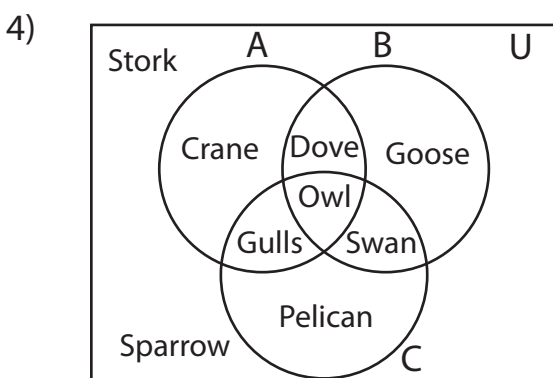 4)
A B U
Stork
Crane Dove Goose
Owl
Gulls Swan
Pelican
Sparrow
C